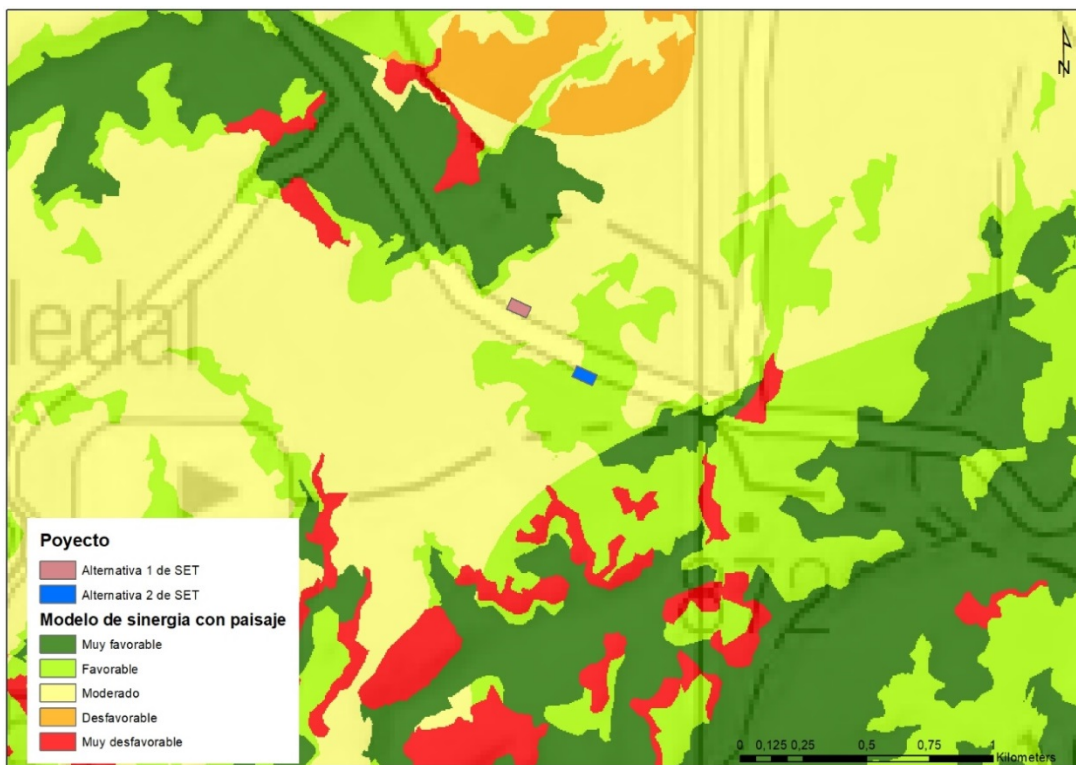 N
ledal
Poyecto
Alternativa 1 de SET
Alternativa 2 de SET
Modelo de sinergia con paisaje
Muy favorable
Favorable
Moderado
Desfavorable
Muy desfavorable
0 0,125 0,25 0,5 0,75 1
Kilometers